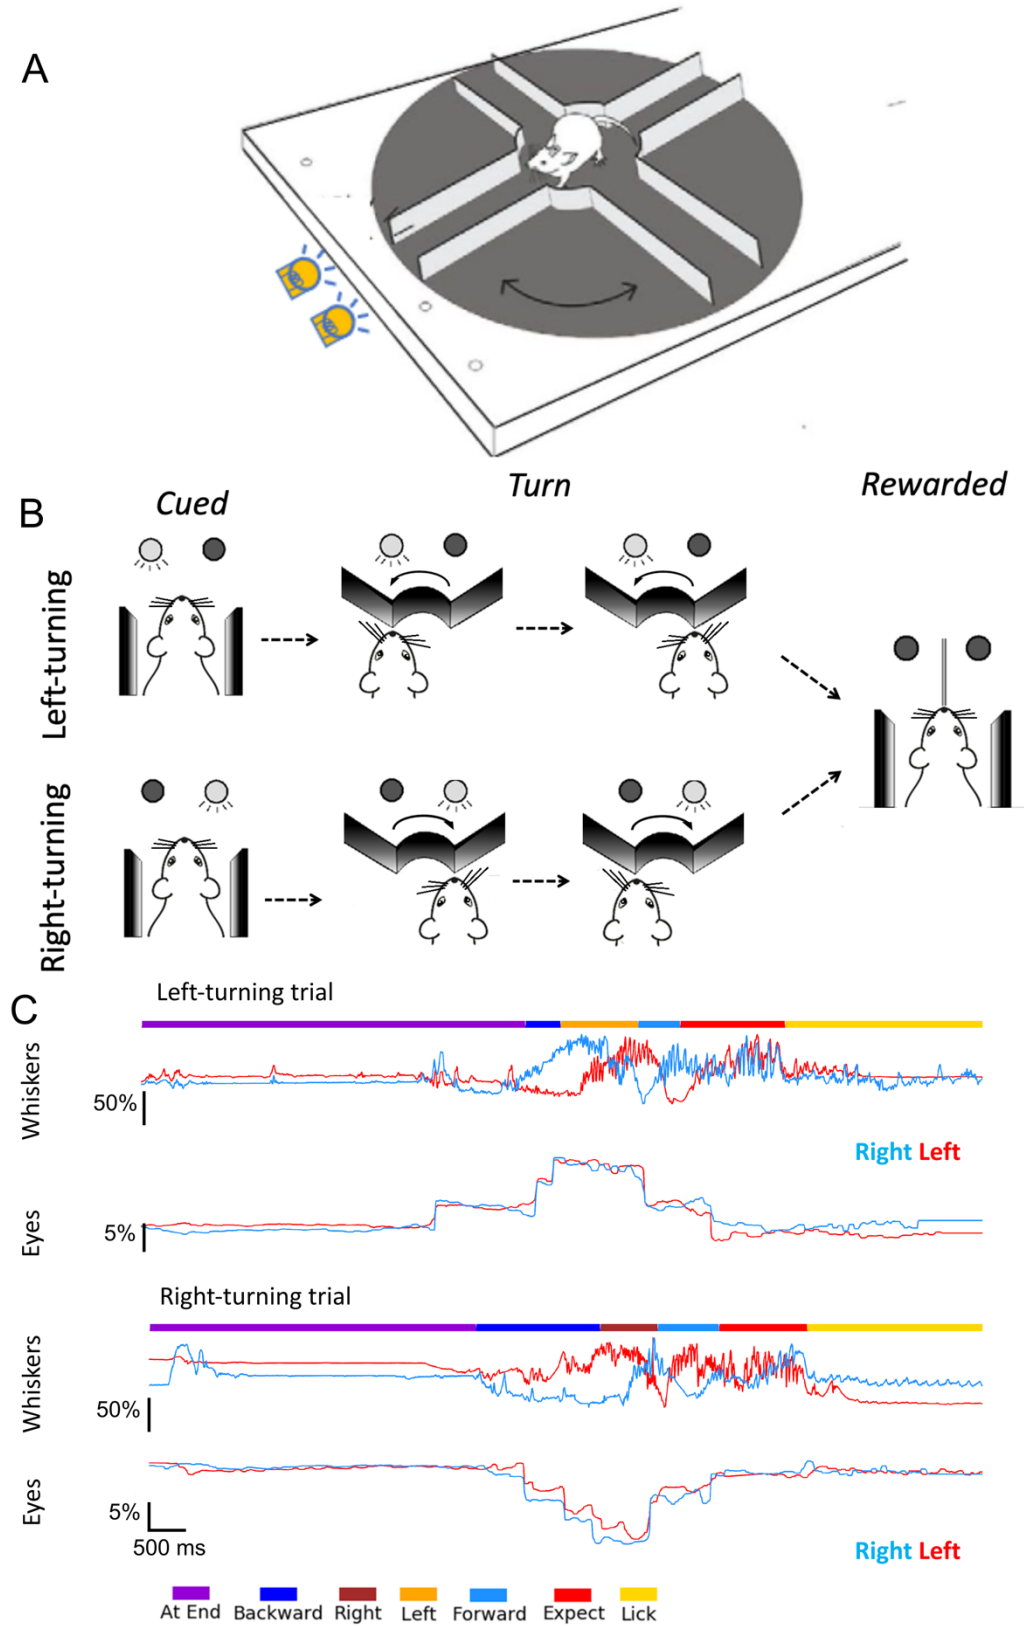 A
B
Cued
Turn
Rewarded
Left-turning
Right-turning
C
Left-turning trial
Whiskers
50%
Right Left
Eyes
5%
Right-turning trial
Whiskers
50%
Eyes
5%
500 ms
Right Left
At End Backward Right Left Forward Expect Lick